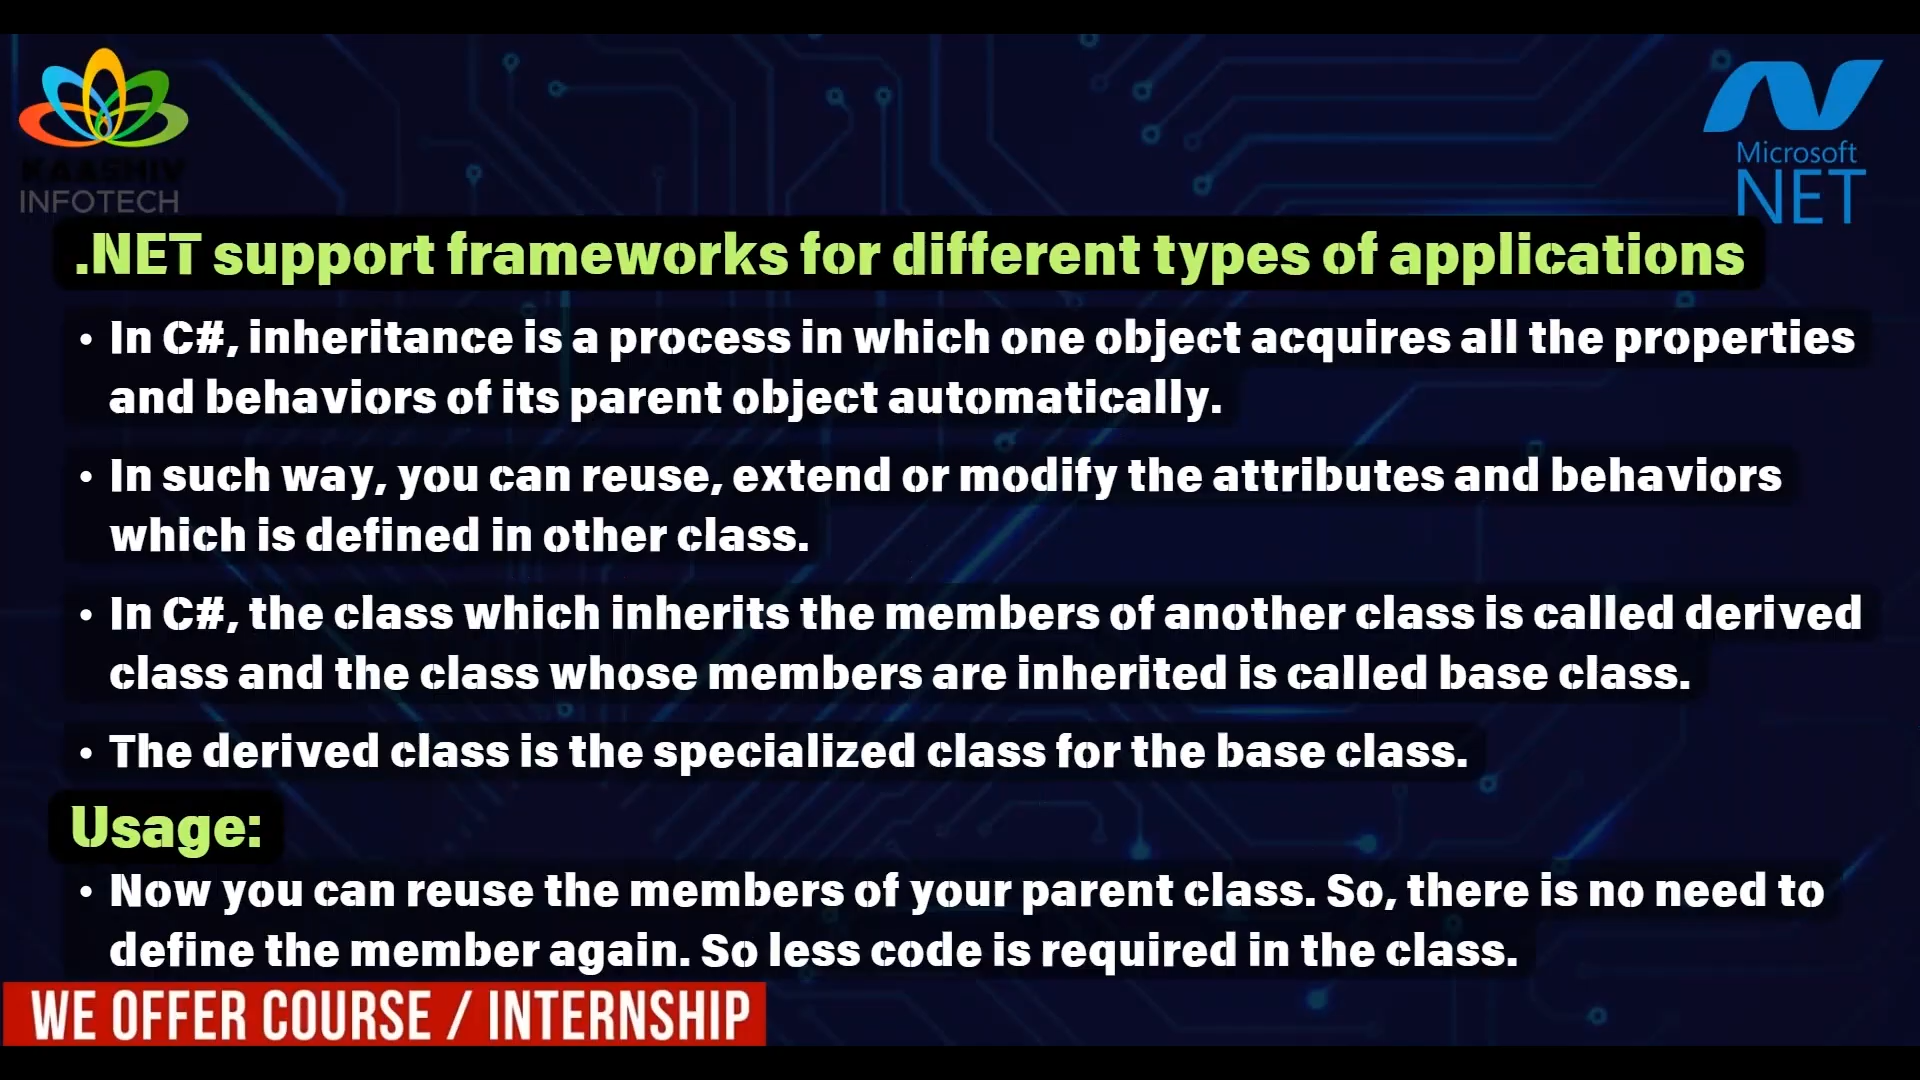 KAASHIV
INFOTECH
Microsoft
NET
.NET support frameworks for different types of applications
• In C#, inheritance is a process in which one object acquires all the properties
and behaviors of its parent object automatically.
• In such way, you can reuse, extend or modify the attributes and behaviors
which is defined in other class.
• In C#, the class which inherits the members of another class is called derived
class and the class whose members are inherited is called base class.
• The derived class is the specialized class for the base class.
Usage:
• Now you can reuse the members of your parent class. So, there is no need to
define the member again. So less code is required in the class.
WE OFFER COURSE / INTERNSHIP